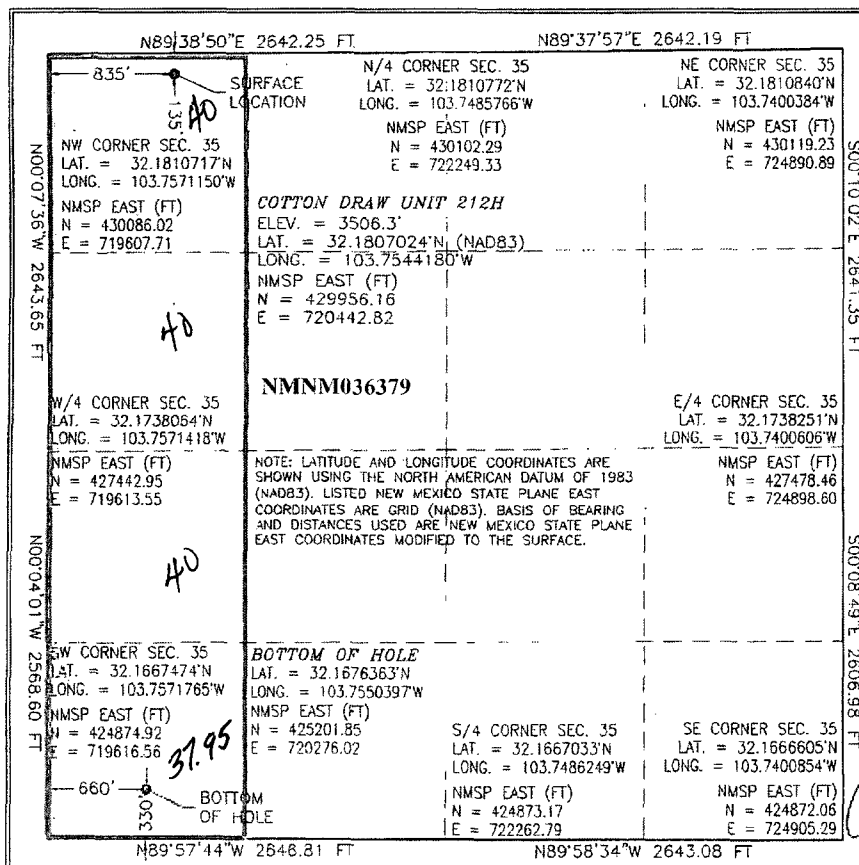 N89°38'50"E 2642.25 FT
N89°37'57"E 2642.19 FT
835'
SURFACE
LOCATION
135'
40
N/4 CORNER SEC. 35
LAT. = 32.1810772'N
LONG. = 103.7485766'W
NMSP EAST (FT)
N = 430102.29
E = 722249.33
NE CORNER SEC. 35
LAT. = 32.1810840'N
LONG. = 103.7400384'W
NMSP EAST (FT)
N = 430119.23
E = 724890.89
NW CORNER SEC. 35
LAT. = 32.1810717'N
LONG. = 103.7571150'W
NMSP EAST (FT)
N = 430086.02
E = 719607.71
N00°07'36"W 2643.65 FT
COTTON DRAW UNIT 212H
ELEV. = 3506.3'
LAT. = 32.1807024'N (NAD83)
LONG. = 103.7544180'W
NMSP EAST (FT)
N = 429956.16
E = 720442.82
S00°10'02"E 2641.35 FT
40
NMNM036379
W/4 CORNER SEC. 35
LAT. = 32.1738064'N
LONG. = 103.7571418'W
NMSP EAST (FT)
N = 427442.95
E = 719613.55
E/4 CORNER SEC. 35
LAT. = 32.1738251'N
LONG. = 103.7400606'W
NMSP EAST (FT)
N = 427478.46
E = 724898.60
NOTE: LATITUDE AND LONGITUDE COORDINATES ARE
SHOWN USING THE NORTH AMERICAN DATUM OF 1983
(NAD83). LISTED NEW MEXICO STATE PLANE EAST
COORDINATES ARE GRID (NAD83). BASIS OF BEARING
AND DISTANCES USED ARE NEW MEXICO STATE PLANE
EAST COORDINATES MODIFIED TO THE SURFACE.
40
N00°04'01"W 2568.60 FT
S00°08'49"E 2606.98 FT
SW CORNER SEC. 35
LAT. = 32.1667474'N
LONG. = 103.7571765'W
NMSP EAST (FT)
N = 424874.92
E = 719616.56
37.95
BOTTOM OF HOLE
LAT. = 32.1676363'N
LONG. = 103.7550397'W
NMSP EAST (FT)
N = 425201.85
E = 720276.02
S/4 CORNER SEC. 35
LAT. = 32.1667033'N
LONG. = 103.7486249'W
NMSP EAST (FT)
N = 424873.17
E = 722262.79
SE CORNER SEC. 35
LAT. = 32.1666605'N
LONG. = 103.7400854'W
NMSP EAST (FT)
N = 424872.06
E = 724905.29
660'
330'
BOTTOM
OF HOLE
N89°57'44"W 2646.81 FT
N89°58'34"W 2643.08 FT